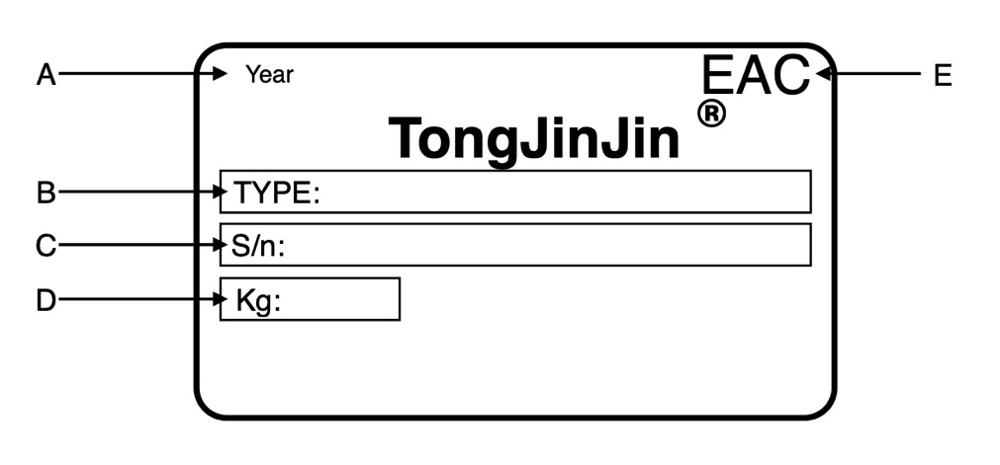 A Year EAC E
TongJinJin ®
B TYPE:
C S/n:
D Kg: